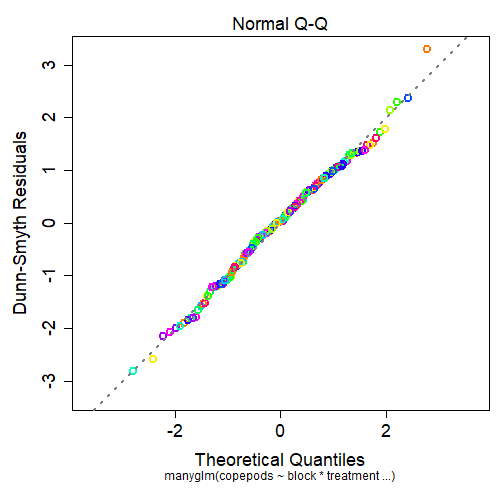 Normal Q-Q
Dunn-Smyth Residuals
3
2
1
0
-1
-2
-3
-2
0
2
Theoretical Quantiles
manyglm(copepods ~ block * treatment ...)